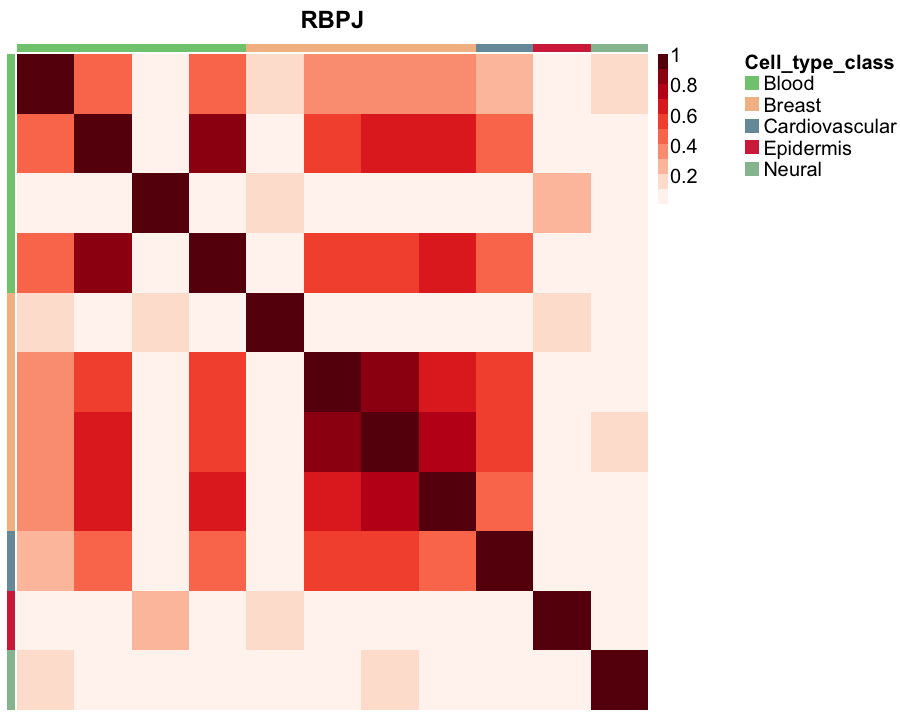 RBPJ
1
0.8
0.6
0.4
0.2
Cell_type_class
Blood
Breast
Cardiovascular
Epidermis
Neural